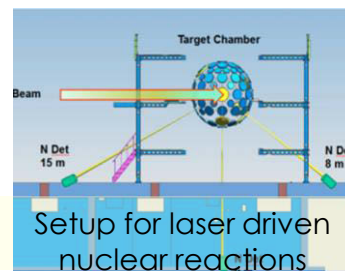 Target Chamber
Beam
N Det
15 m
N De
8 m
Setup for laser driven
nuclear reactions